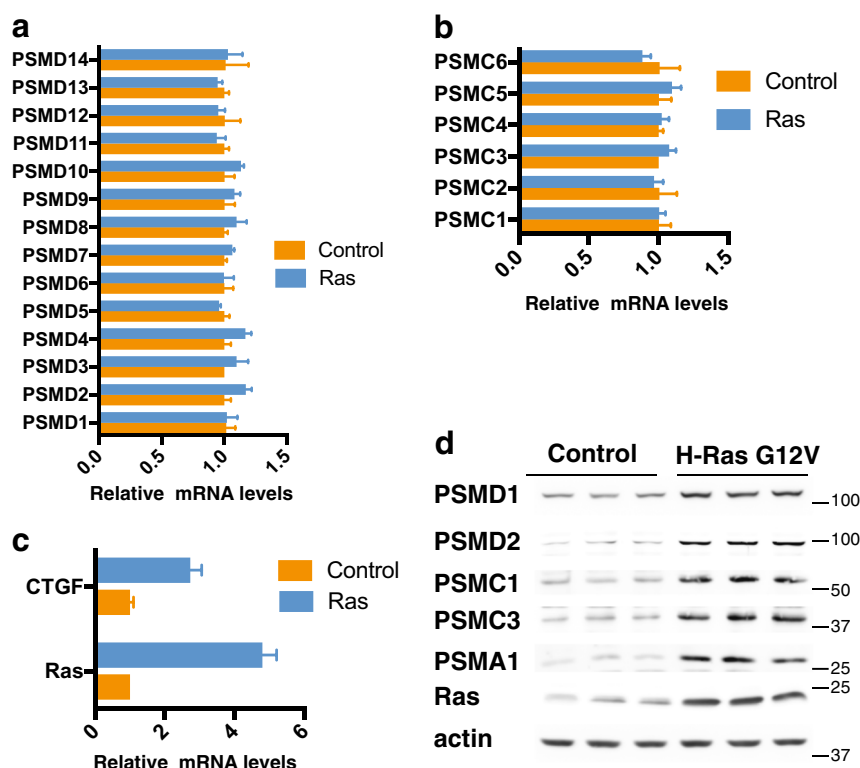 a
PSMD14
PSMD13
PSMD12
PSMD11
PSMD10
PSMD9
PSMD8
PSMD7
PSMD6
PSMD5
PSMD4
PSMD3
PSMD2
PSMD1
0.0 0.5 1.0 1.5
Relative mRNA levels
Control
Ras
b
PSMC6
PSMC5
PSMC4
PSMC3
PSMC2
PSMC1
0.0 0.5 1.0 1.5
Relative mRNA levels
Control
Ras
c
CTGF
Ras
0 2 4 6
Relative mRNA levels
Control
Ras
d
Control H-Ras G12V
PSMD1 —100
PSMD2 —100
PSMC1 —50
PSMC3 —37
PSMA1 —25
Ras —25
actin —37